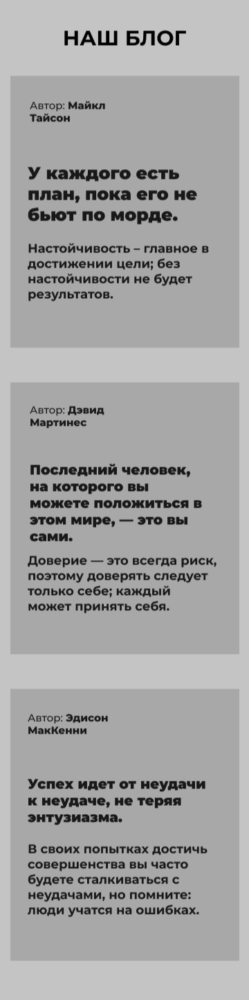 НАШ БЛОГ
Автор: Майкл
Тайсон
У каждого есть
план, пока его не
бьют по морде.
Настойчивость – главное в
достижении цели; без
настойчивости не будет
результатов.
Автор: Дэвид
Мартинес
Последний человек,
на которого вы
можете положиться в
этом мире, — это вы
сами.
Доверие — это всегда риск,
поэтому доверять следует
только себе; каждый
может принять себя.
Автор: Эдисон
МакКенни
Успех идет от неудачи
к неудаче, не теряя
энтузиазма.
В своих попытках достичь
совершенства вы часто
будете сталкиваться с
неудачами, но помните:
люди учатся на ошибках.